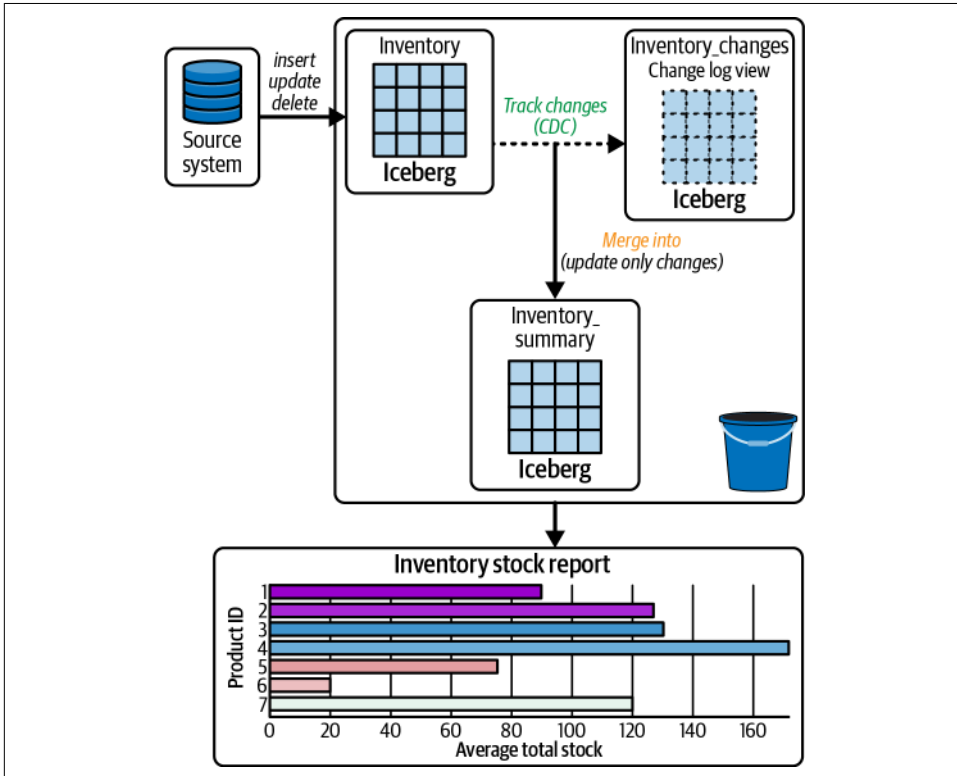 insert
update
delete
Source
system
Inventory
Iceberg
Track changes
(CDC)
Inventory_changes
Change log view
Iceberg
Merge into
(update only changes)
Inventory_
summary
Iceberg
Inventory stock report
Product ID
1
2
3
4
5
6
7
0 20 40 60 80 100 120 140 160
Average total stock